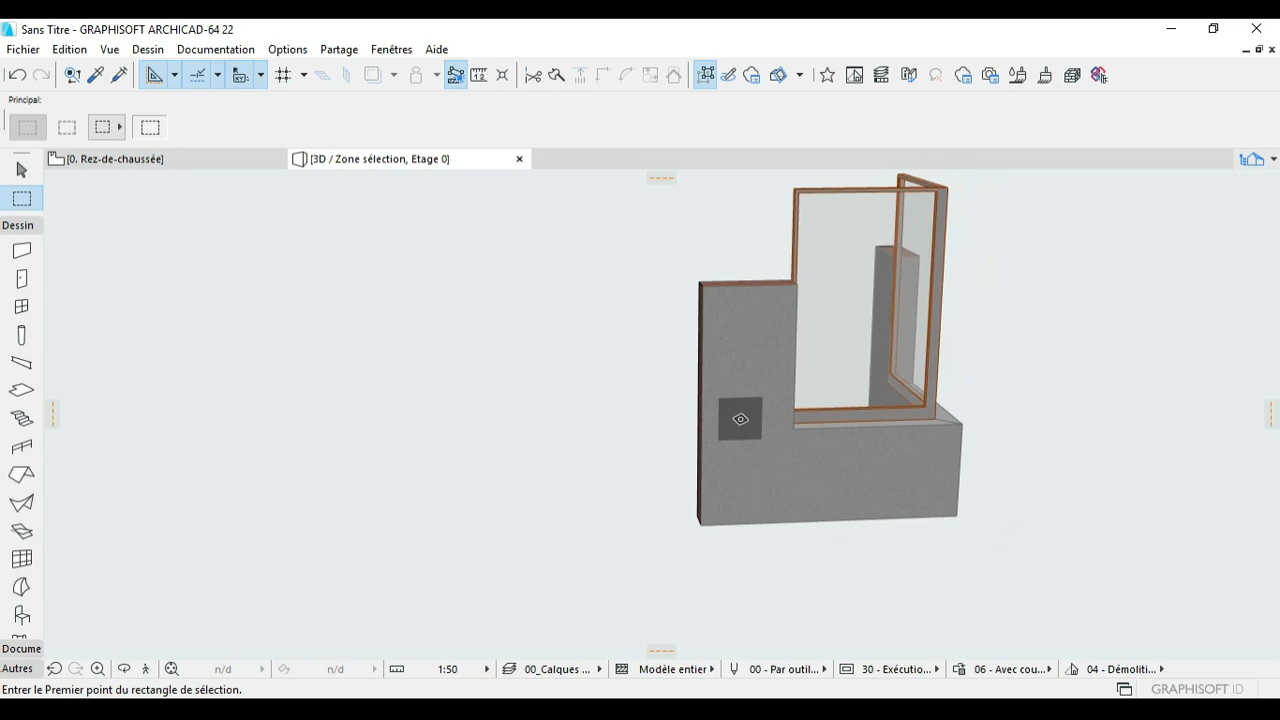 Sans Titre - GRAPHISOFT ARCHICAD-64 22
Fichier Edition Vue Dessin Documentation Options Partage Fenêtres Aide
Principal:
[0. Rez-de-chaussée] [3D / Zone sélection, Etage 0]
Dessin
Docume
Autres n/d n/d 1:50 00_Calques ... Modèle entier 00 - Par outil... 30 - Exécutio... 06 - Avec cou... 04 - Démoliti...
Entrer le Premier point du rectangle de sélection. GRAPHISOFT ID